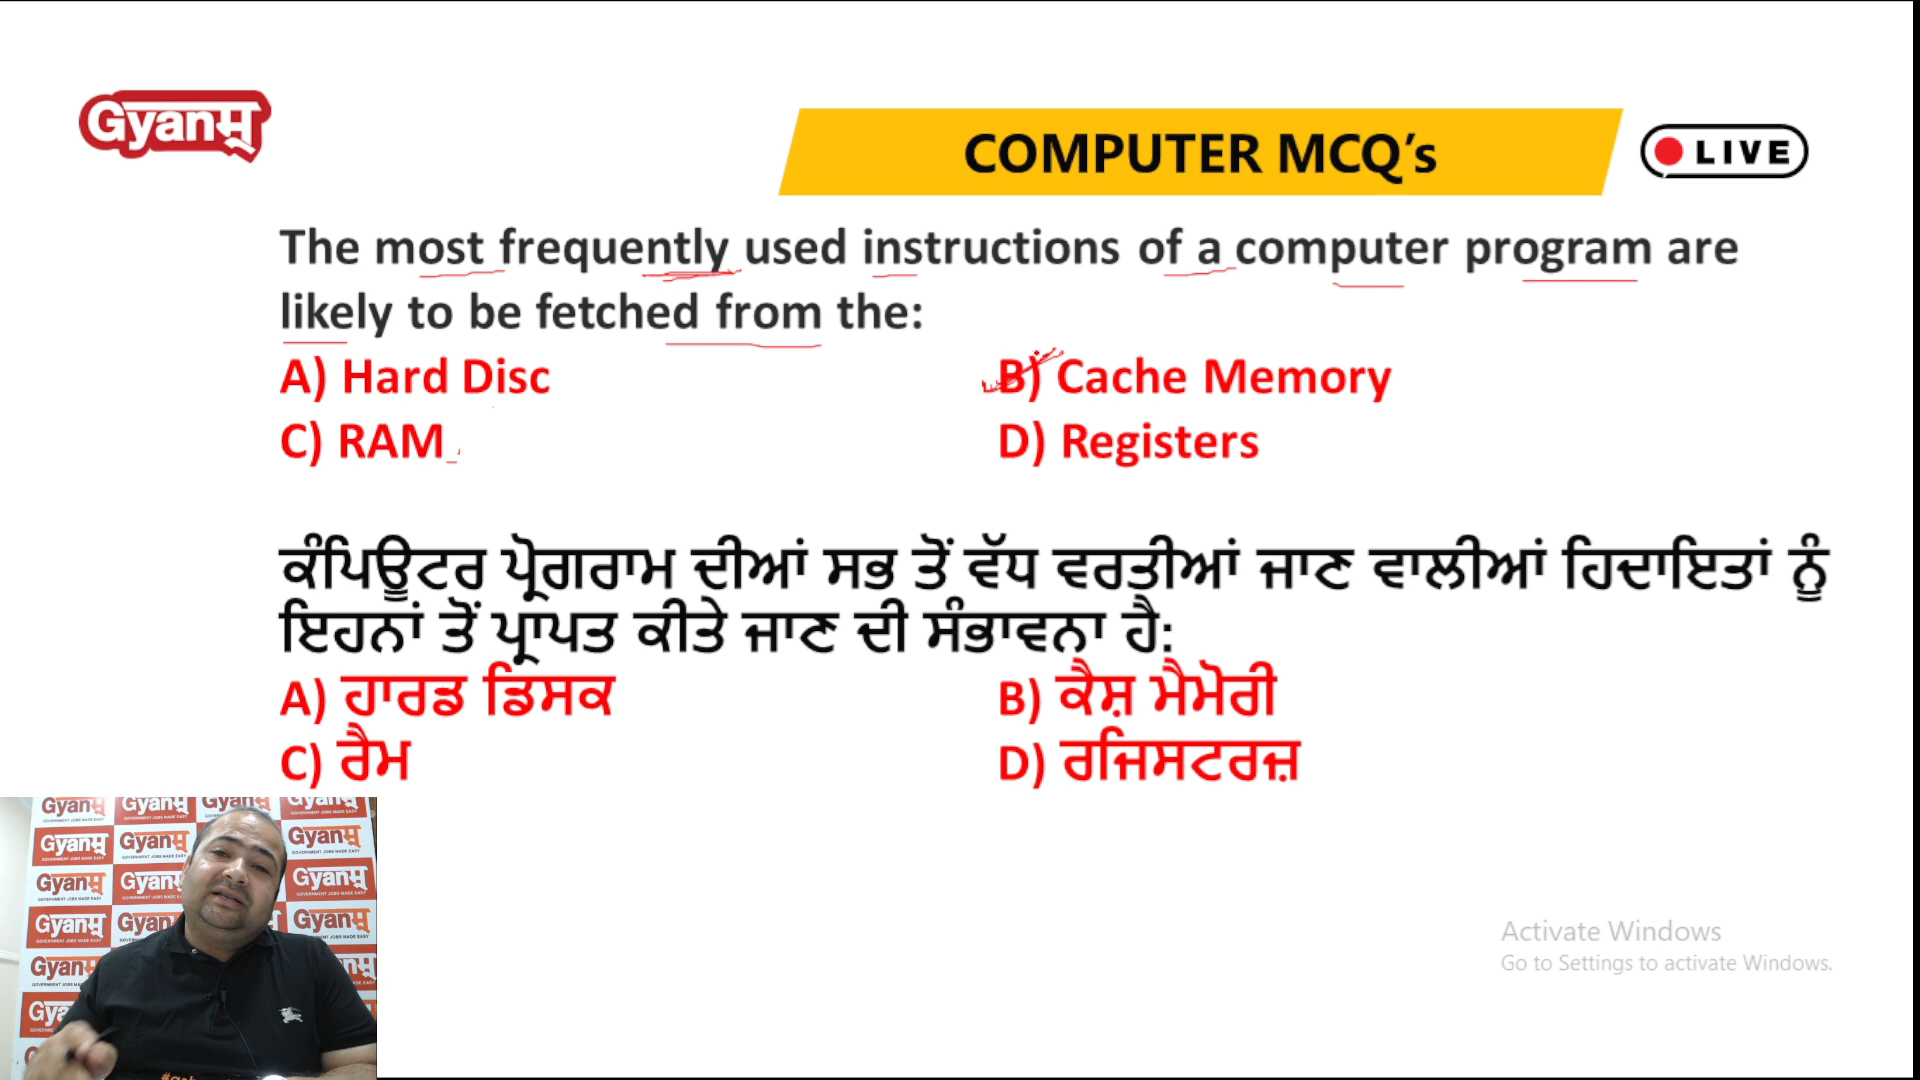 Gyanਸ੍ਰ
COMPUTER MCQ’s
LIVE
The most frequently used instructions of a computer program are
likely to be fetched from the:
A) Hard Disc
B) Cache Memory
C) RAM
D) Registers
ਕੰਪਿਊਟਰ ਪ੍ਰੋਗਰਾਮ ਦੀਆਂ ਸਭ ਤੋਂ ਵੱਧ ਵਰਤੀਆਂ ਜਾਣ ਵਾਲੀਆਂ ਹਿਦਾਇਤਾਂ ਨੂੰ
ਇਹਨਾਂ ਤੋਂ ਪ੍ਰਾਪਤ ਕੀਤੇ ਜਾਣ ਦੀ ਸੰਭਾਵਨਾ ਹੈ:
A) ਹਾਰਡ ਡਿਸਕ
B) ਕੈਸ਼ ਮੈਮੋਰੀ
C) ਰੈਮ
D) ਰਜਿਸਟਰਜ਼
Activate Windows
Go to Settings to activate Windows.